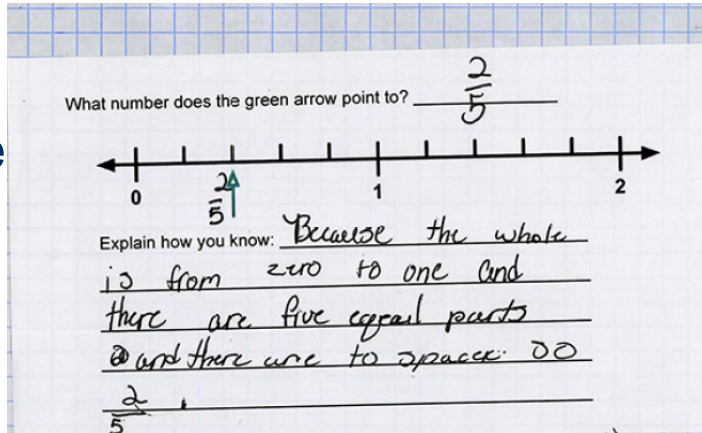 What number does the green arrow point to? 2/5
0 1 2
2/5
Explain how you know: Because the whole
is from zero to one and
there are five eqeail parts
and there are to spacee. SO
2/5.